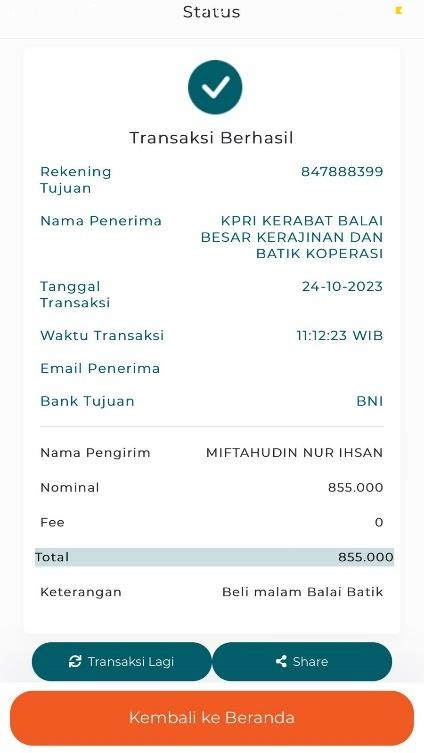 Status
Transaksi Berhasil
Rekening Tujuan 847888399
Nama Penerima KPRI KERABAT BALAI
BESAR KERAJINAN DAN
BATIK KOPERASI
Tanggal Transaksi 24-10-2023
Waktu Transaksi 11:12:23 WIB
Email Penerima
Bank Tujuan BNI
Nama Pengirim MIFTAHUDIN NUR IHSAN
Nominal 855.000
Fee 0
Total 855.000
Keterangan Beli malam Balai Batik
Transaksi Lagi Share
Kembali ke Beranda